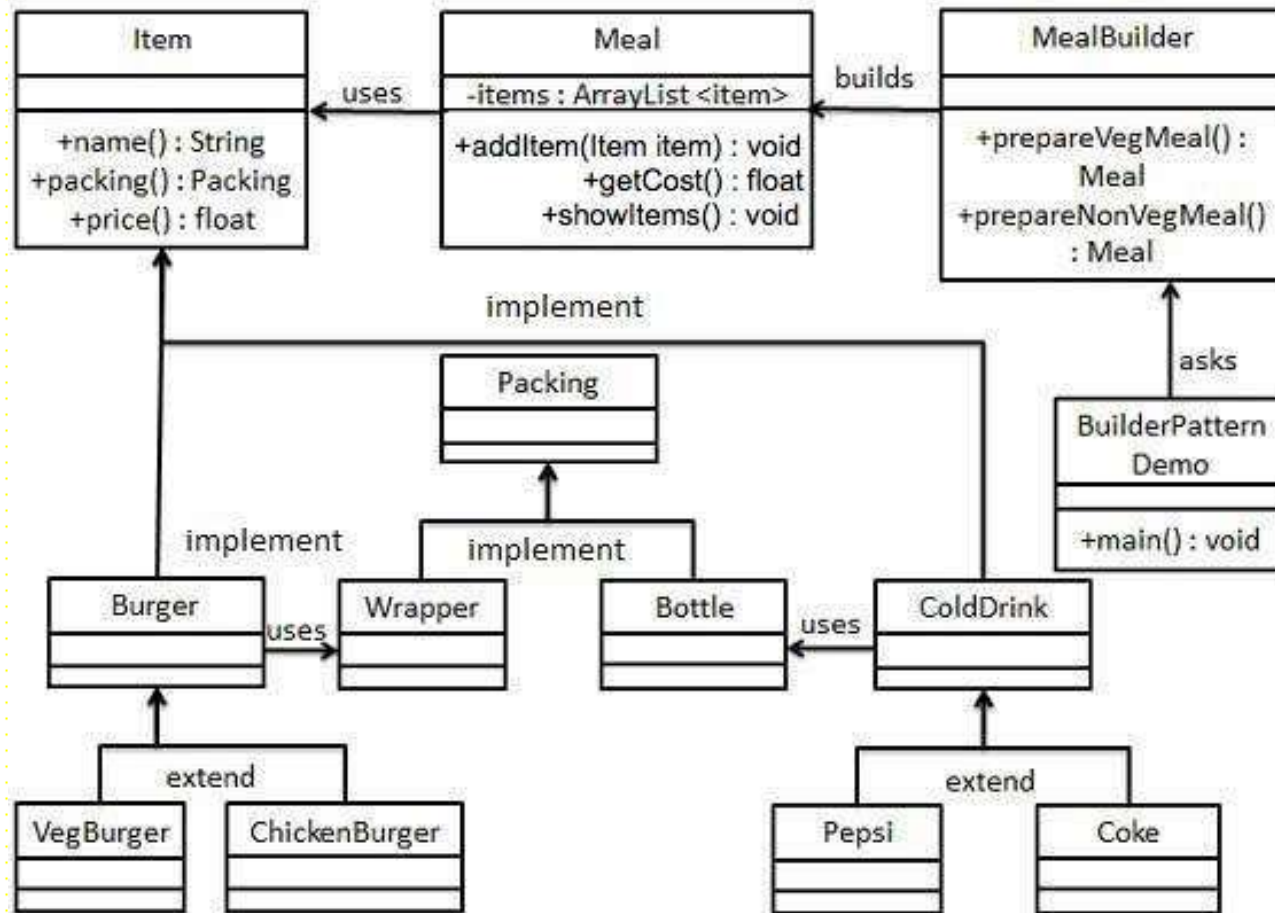 Item
+name() : String
+packing() : Packing
+price() : float
uses
Meal
-items : ArrayList <item>
+addItem(Item item) : void
+getCost() : float
+showItems() : void
builds
MealBuilder
+prepareVegMeal() :
Meal
+prepareNonVegMeal()
: Meal
implement
asks
Packing
BuilderPattern
Demo
+main() : void
implement
implement
Burger
uses
Wrapper
Bottle
uses
ColdDrink
extend
extend
VegBurger
ChickenBurger
Pepsi
Coke